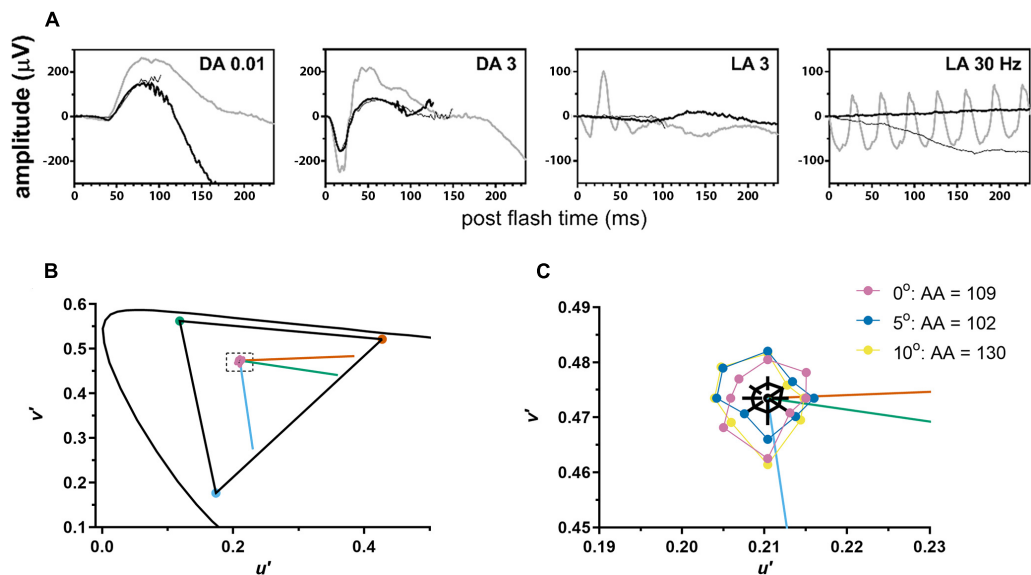 A
amplitude (µV)
DA 0.01
DA 3
LA 3
LA 30 Hz
200
0
-200
200
0
-200
100
0
-100
100
0
-100
0 50 100 150 200
0 50 100 150 200
0 50 100 150 200
0 50 100 150 200
post flash time (ms)
B
v'
0.6
0.5
0.4
0.3
0.2
0.1
0.0 0.2 0.4
u'
C
0°: AA = 109
5°: AA = 102
10°: AA = 130
v'
0.49
0.48
0.47
0.46
0.45
0.19 0.20 0.21 0.22 0.23
u'